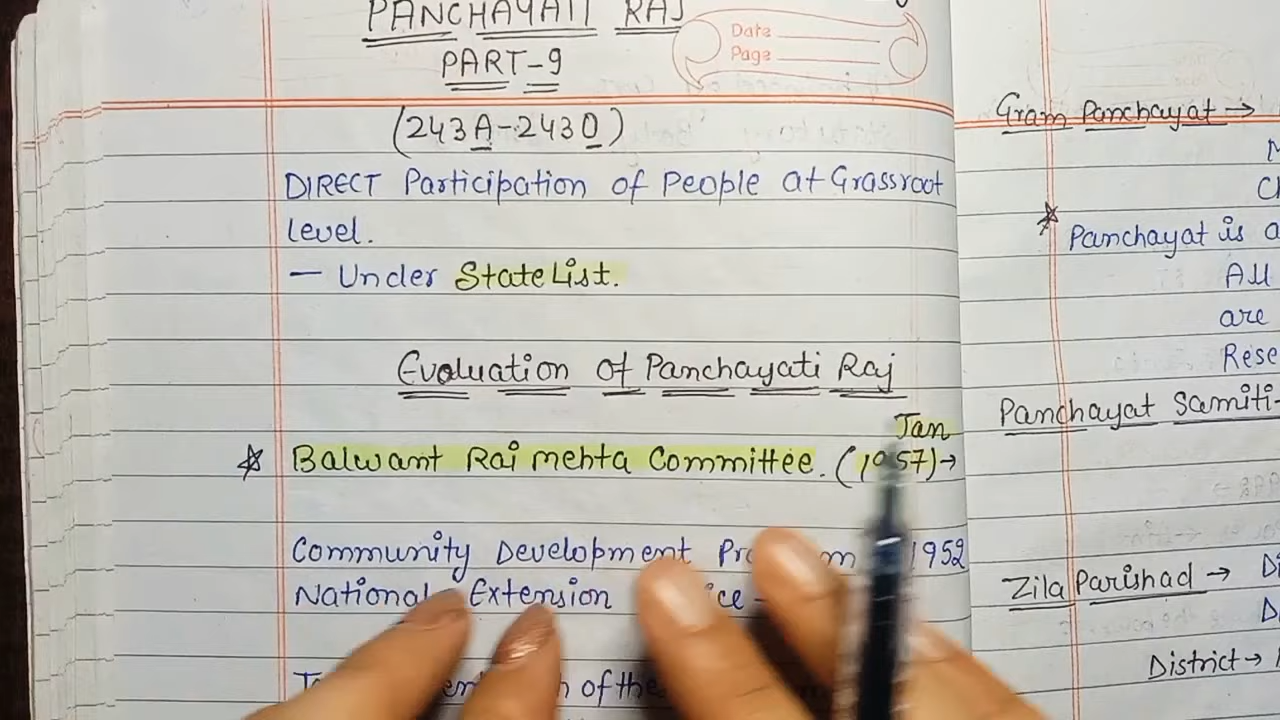 PANCHAYATI RAJ
PART-9
Date
Page
(243A-243O)
DIRECT Participation of People at Grassroot
level.
— Under State List.
Evaluation of Panchayati Raj
Jan
Balwant Rai mehta Committee. (1957)→
Community Development 1952
National Extension
of the
Gram Panchayat →
Panchayat is a
All
are
Rese
Panchayat Samiti-
Zila Parishad → Di
District →